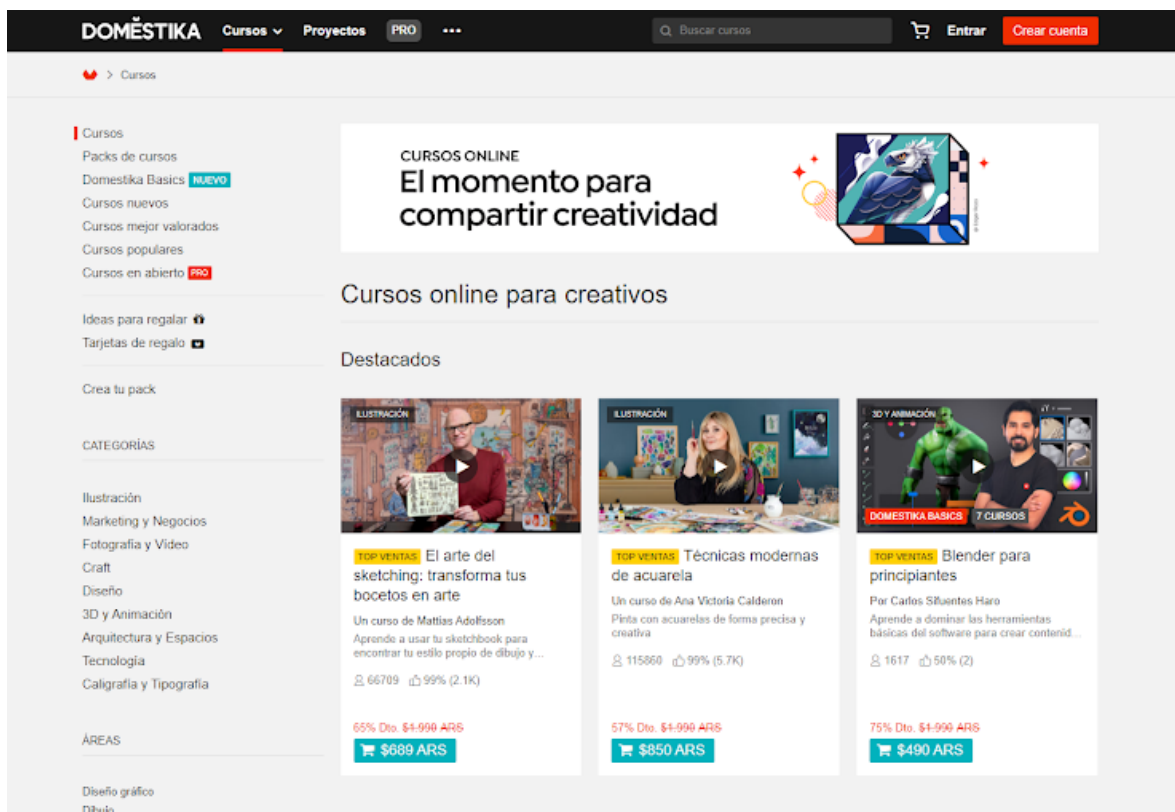 DOMESTIKA Cursos Proyectos PRO ••• Buscar cursos Entrar Crear cuenta
> Cursos
Cursos
Packs de cursos
Domestika Basics NUEVO
Cursos nuevos
Cursos mejor valorados
Cursos populares
Cursos en abierto PRO
Ideas para regalar
Tarjetas de regalo
Crea tu pack
CATEGORÍAS
Ilustración
Marketing y Negocios
Fotografía y Vídeo
Craft
Diseño
3D y Animación
Arquitectura y Espacios
Tecnología
Caligrafía y Tipografía
ÁREAS
Diseño gráfico
Dibujo
CURSOS ONLINE
El momento para
compartir creatividad
Cursos online para creativos
Destacados
ILUSTRACIÓN
TOP VENTAS El arte del
sketching: transforma tus
bocetos en arte
Un curso de Mattias Adolfsson
Aprende a usar tu sketchbook para
encontrar tu estilo propio de dibujo y...
66709 99% (2.1K)
65% Dto. $1.990 ARS
$689 ARS
ILUSTRACIÓN
TOP VENTAS Técnicas modernas
de acuarela
Un curso de Ana Victoria Calderon
Pinta con acuarelas de forma precisa y
creativa
115860 99% (5.7K)
57% Dto. $1.990 ARS
$850 ARS
3D Y ANIMACIÓN
DOMESTIKA BASICS 7 CURSOS
TOP VENTAS Blender para
principiantes
Por Carlos Sifuentes Haro
Aprende a dominar las herramientas
básicas del software para crear contenid...
1617 50% (2)
75% Dto. $1.990 ARS
$490 ARS